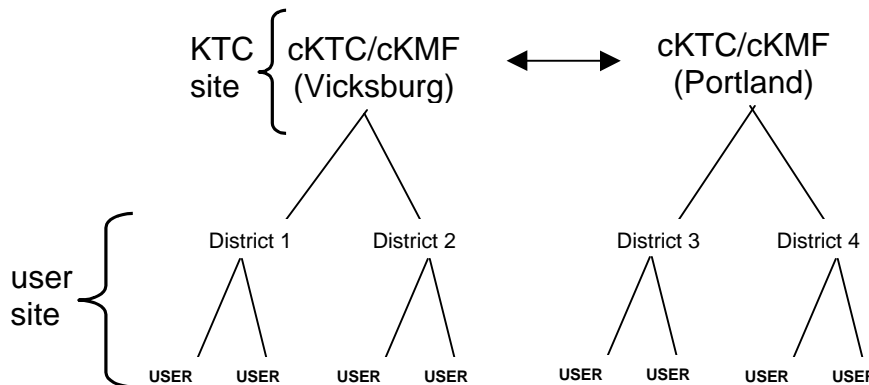 KTC
site
cKTC/cKMF
(Vicksburg)
cKTC/cKMF
(Portland)
user
site
District 1 District 2 District 3 District 4
USER USER USER USER USER USER USER USER